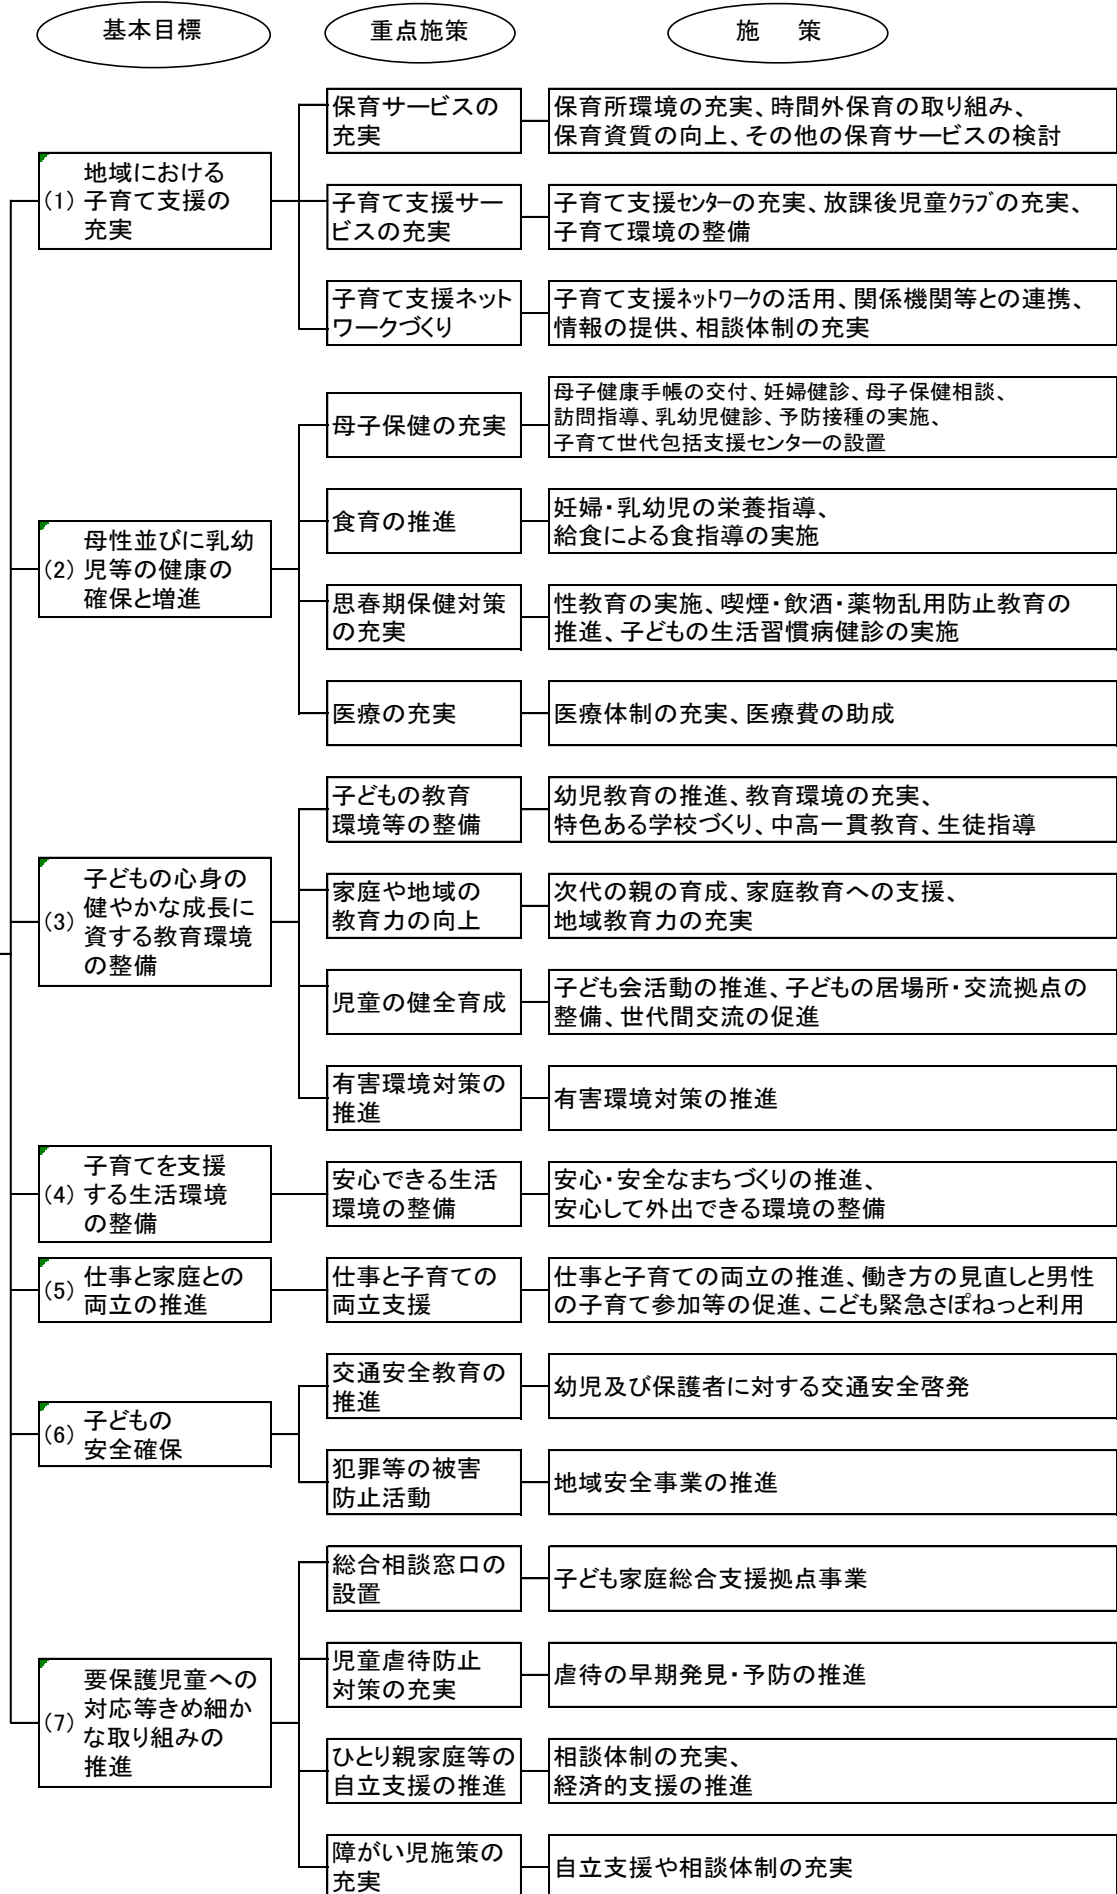 基本目標
重点施策
施　策
(1)
地域における
子育て支援の
充実
保育サービスの
充実
保育所環境の充実、時間外保育の取り組み、
保育資質の向上、その他の保育サービスの検討
子育て支援サー
ビスの充実
子育て支援ｾﾝﾀｰの充実、放課後児童ｸﾗﾌﾞの充実、
子育て環境の整備
子育て支援ネット
ワークづくり
子育て支援ﾈｯﾄﾜｰｸの活用、関係機関等との連携、
情報の提供、相談体制の充実
(2)
母性並びに乳幼
児等の健康の
確保と増進
母子保健の充実
母子健康手帳の交付、妊婦健診、母子保健相談、
訪問指導、乳幼児健診、予防接種の実施、
子育て世代包括支援センターの設置
食育の推進
妊婦・乳幼児の栄養指導、
給食による食指導の実施
思春期保健対策
の充実
性教育の実施、喫煙・飲酒・薬物乱用防止教育の
推進、子どもの生活習慣病健診の実施
医療の充実
医療体制の充実、医療費の助成
(3)
子どもの心身の
健やかな成長に
資する教育環境
の整備
子どもの教育
環境等の整備
幼児教育の推進、教育環境の充実、
特色ある学校づくり、中高一貫教育、生徒指導
家庭や地域の
教育力の向上
次代の親の育成、家庭教育への支援、
地域教育力の充実
児童の健全育成
子ども会活動の推進、子どもの居場所・交流拠点の
整備、世代間交流の促進
有害環境対策の
推進
有害環境対策の推進
(4)
子育てを支援
する生活環境
の整備
安心できる生活
環境の整備
安心・安全なまちづくりの推進、
安心して外出できる環境の整備
(5)
仕事と家庭との
両立の推進
仕事と子育ての
両立支援
仕事と子育ての両立の推進、働き方の見直しと男性
の子育て参加等の促進、こども緊急さぽねっと利用
(6)
子どもの
安全確保
交通安全教育の
推進
幼児及び保護者に対する交通安全啓発
犯罪等の被害
防止活動
地域安全事業の推進
(7)
要保護児童への
対応等きめ細か
な取り組みの
推進
総合相談窓口の
設置
子ども家庭総合支援拠点事業
児童虐待防止
対策の充実
虐待の早期発見・予防の推進
ひとり親家庭等の
自立支援の推進
相談体制の充実、
経済的支援の推進
障がい児施策の
充実
自立支援や相談体制の充実